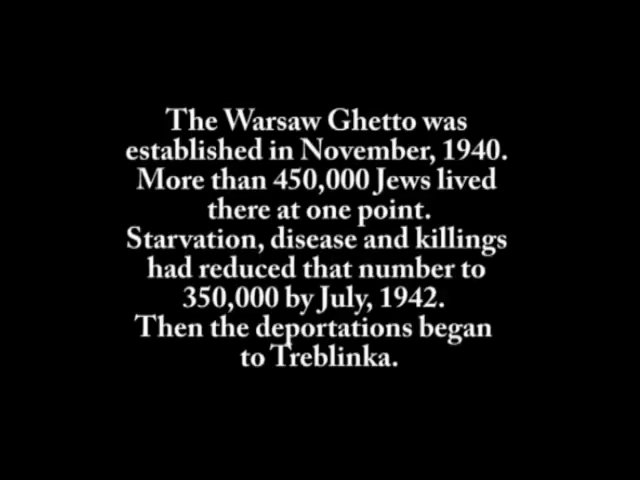 The Warsaw Ghetto was
established in November, 1940.
More than 450,000 Jews lived
there at one point.
Starvation, disease and killings
had reduced that number to
350,000 by July, 1942.
Then the deportations began
to Treblinka.